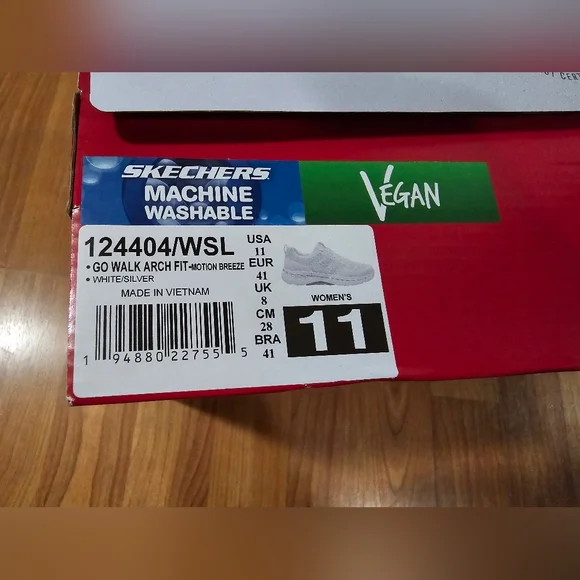 SKECHERS
MACHINE
WASHABLE
VEGAN
124404/WSL
• GO WALK ARCH FIT-MOTION BREEZE
• WHITE/SILVER
MADE IN VIETNAM
1 94880 22755 5
USA
11
EUR
41
UK
8
CM
28
BRA
41
WOMEN'S
11